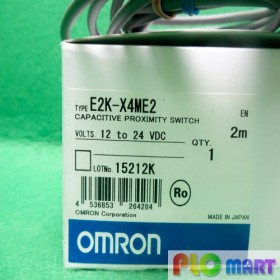 TYPE E2K-X4ME2
CAPACITIVE PROXIMITY SWITCH
EN
VOLTS 12 to 24 VDC
2m
QTY.
1
LOTNo. 15212K
4 536853 264284
Ro
OMRON Corporation
MADE IN JAPAN
OMRON
PLC MART